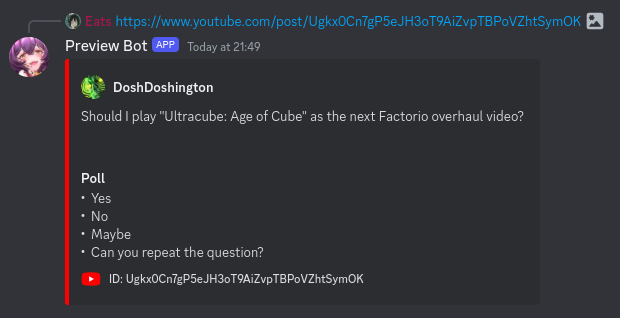 Eats https://www.youtube.com/post/Ugkx0Cn7gP5eJH3oT9AiZvpTBPoVZhtSymOK
Preview Bot APP Today at 21:49
DoshDoshington
Should I play "Ultracube: Age of Cube" as the next Factorio overhaul video?
Poll
• Yes
• No
• Maybe
• Can you repeat the question?
ID: Ugkx0Cn7gP5eJH3oT9AiZvpTBPoVZhtSymOK